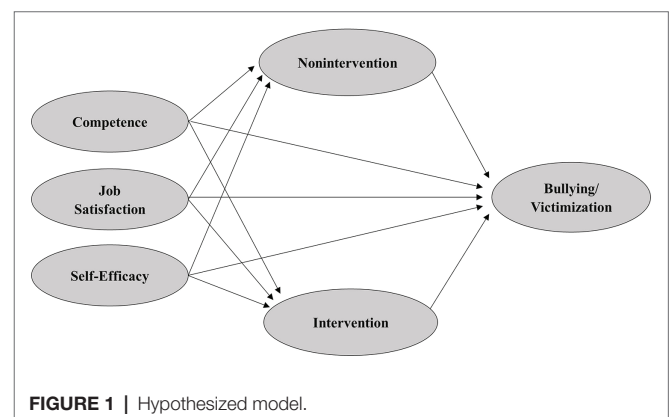 Nonintervention
Competence
Job
Satisfaction
Bullying/
Victimization
Self-Efficacy
Intervention
FIGURE 1 | Hypothesized model.